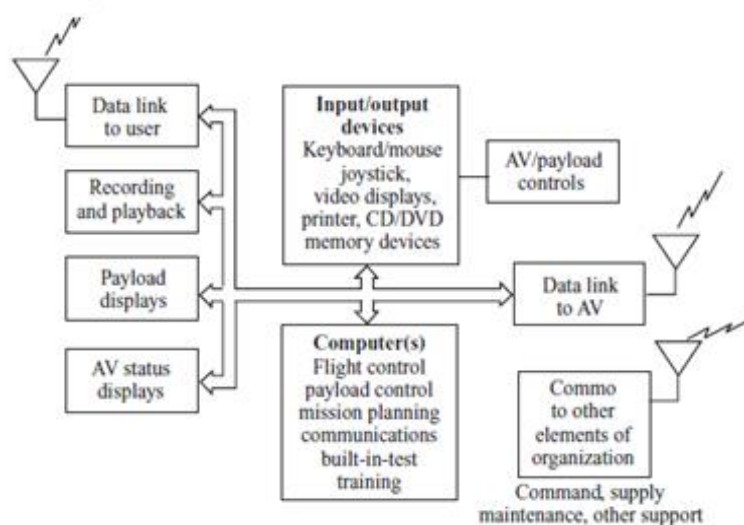 Data link
to user
Recording
and playback
Payload
displays
AV status
displays
Input/output
devices
Keyboard/mouse
joystick,
video displays,
printer, CD/DVD
memory devices
Computer(s)
Flight control
payload control
mission planning
communications
built-in-test
training
AV/payload
controls
Data link
to AV
Commo
to other
elements of
organization
Command, supply
maintenance, other support